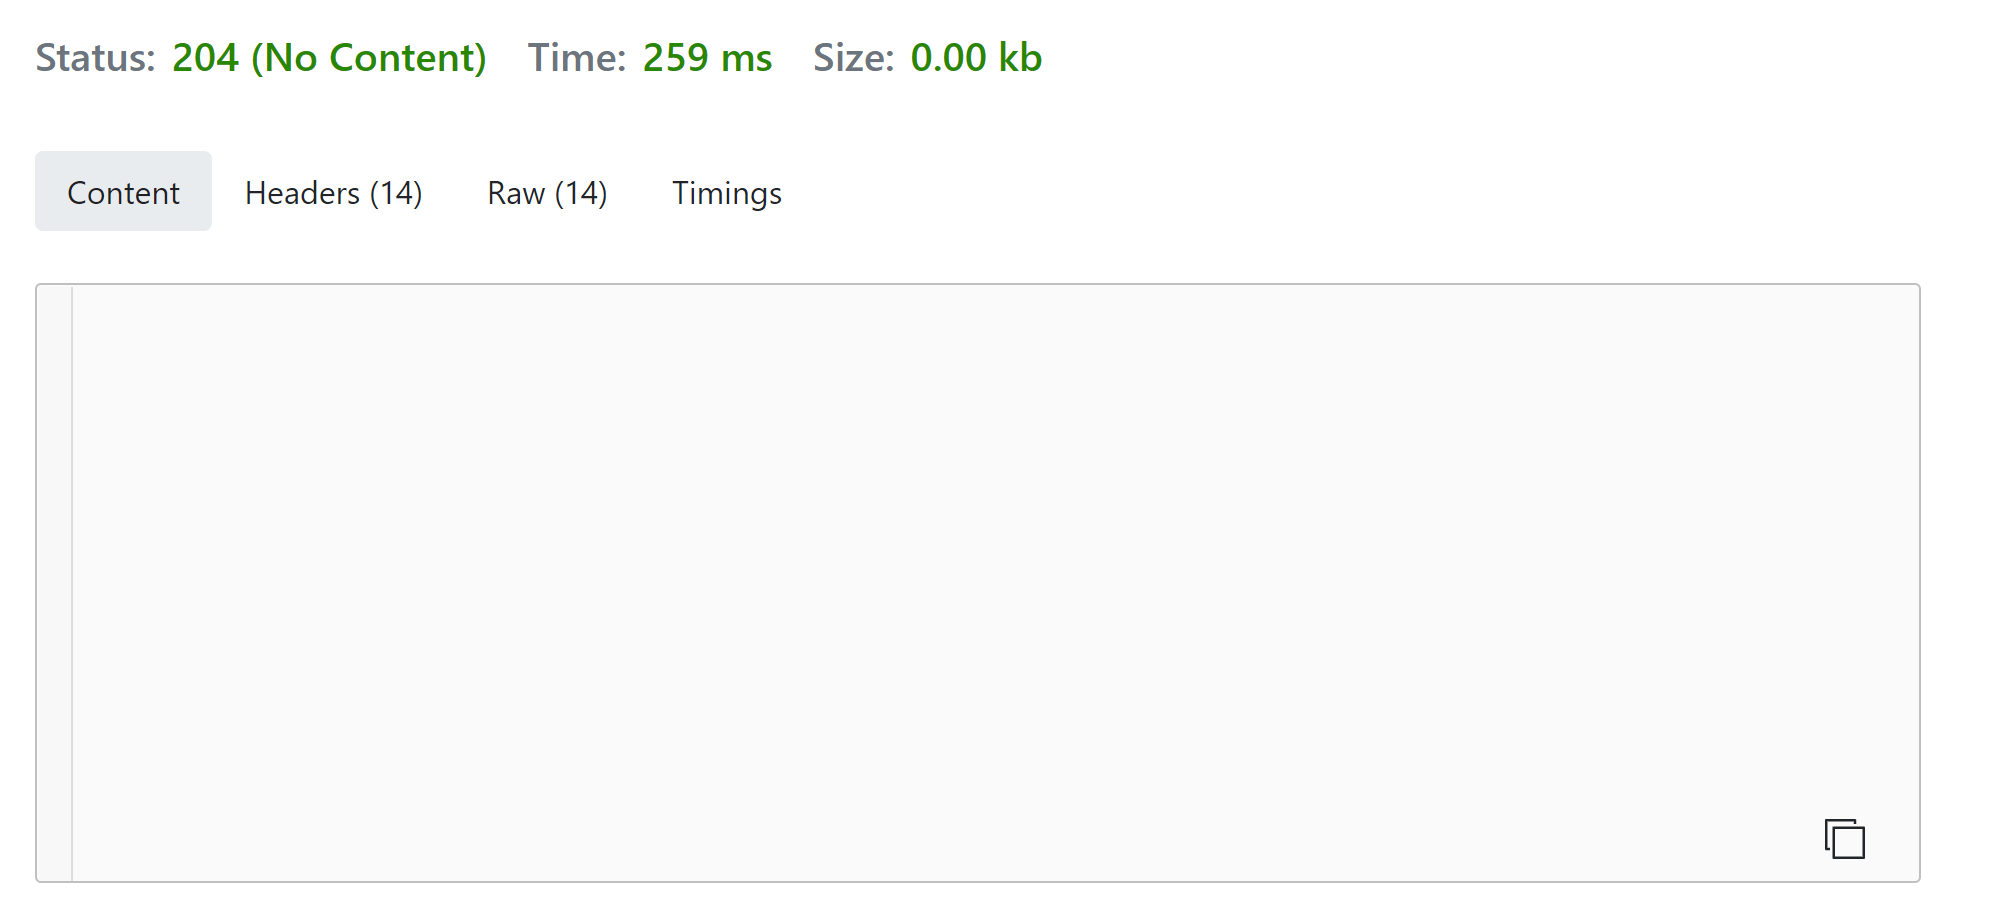 Status: 204 (No Content) Time: 259 ms Size: 0.00 kb
Content Headers (14) Raw (14) Timings